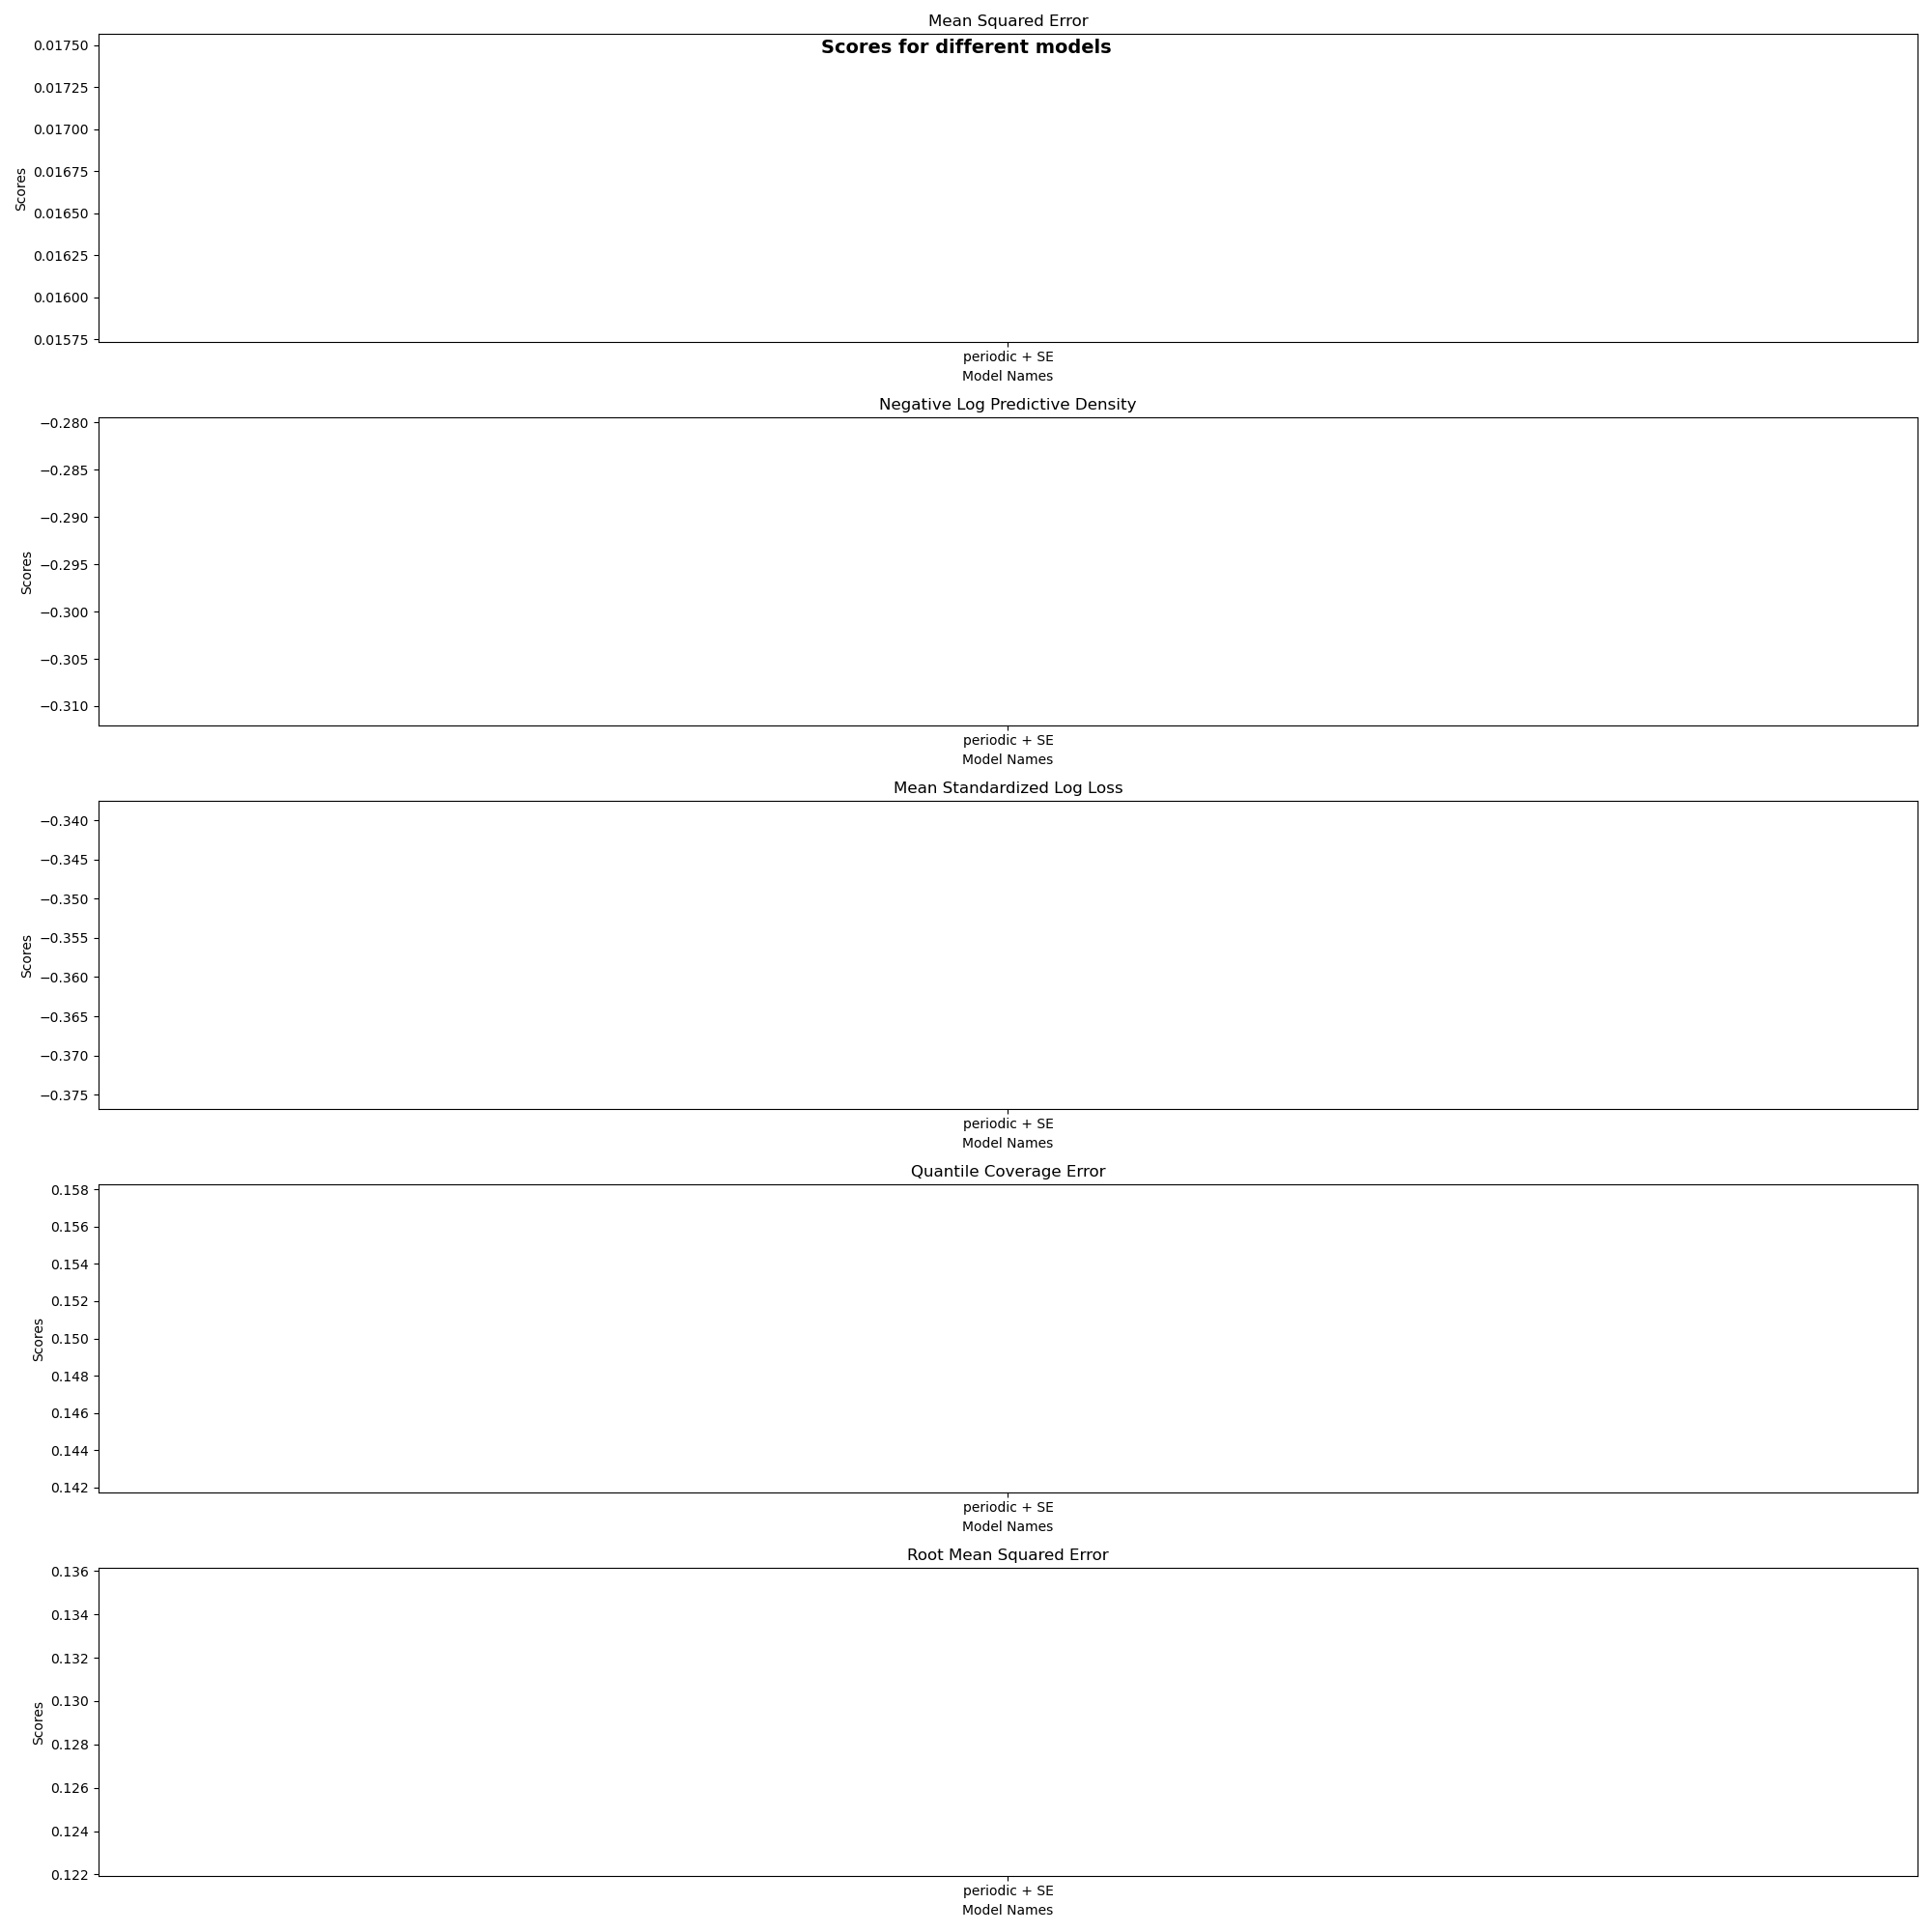 Mean Squared Error
Scores for different models
0.01750
0.01725
0.01700
0.01675
0.01650
0.01625
0.01600
0.01575
Scores
periodic + SE
Model Names
Negative Log Predictive Density
−0.280
−0.285
−0.290
−0.295
−0.300
−0.305
−0.310
Scores
periodic + SE
Model Names
Mean Standardized Log Loss
−0.340
−0.345
−0.350
−0.355
−0.360
−0.365
−0.370
−0.375
Scores
periodic + SE
Model Names
Quantile Coverage Error
0.158
0.156
0.154
0.152
0.150
0.148
0.146
0.144
0.142
Scores
periodic + SE
Model Names
Root Mean Squared Error
0.136
0.134
0.132
0.130
0.128
0.126
0.124
0.122
Scores
periodic + SE
Model Names